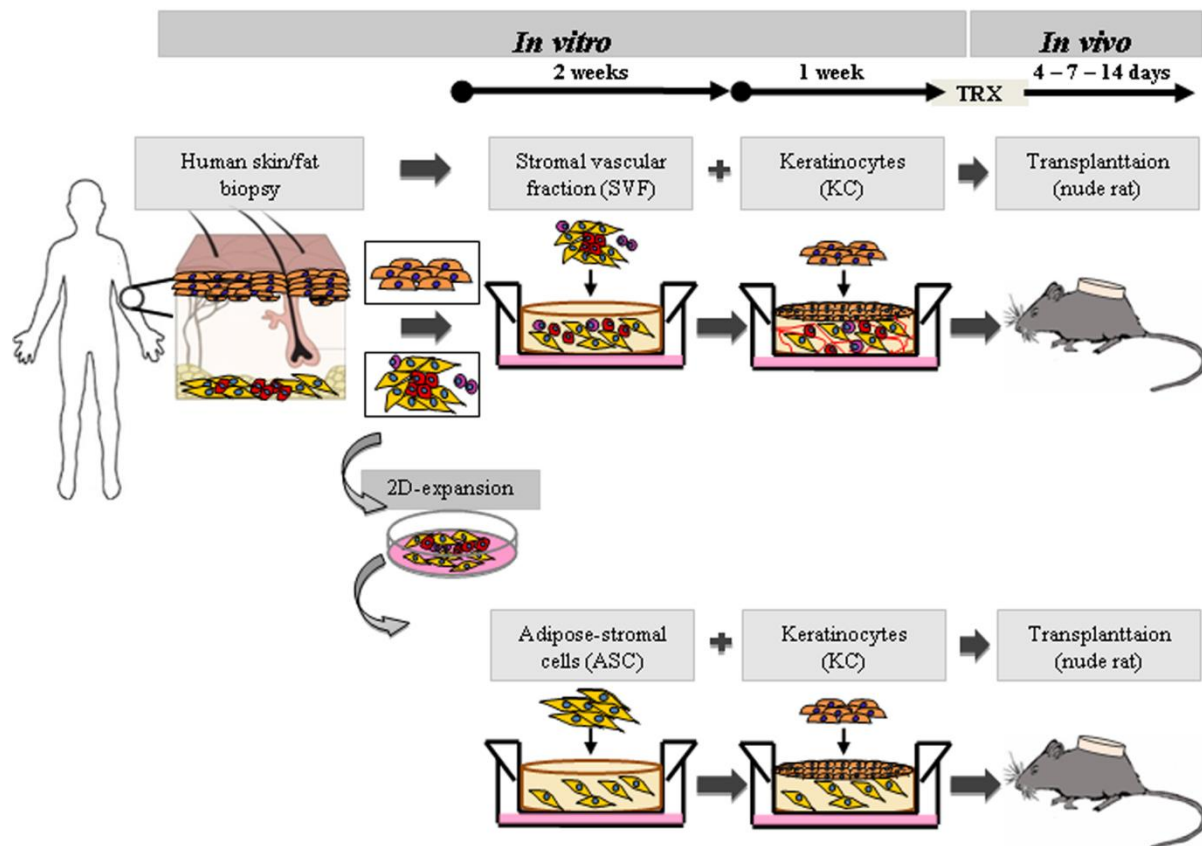 In vitro
In vivo
2 weeks
1 week
TRX
4 – 7 – 14 days
Human skin/fat
biopsy
Stromal vascular
fraction (SVF)
+
Keratinocytes
(KC)
Transplanttaion
(nude rat)
2D-expansion
Adipose-stromal
cells (ASC)
+
Keratinocytes
(KC)
Transplanttaion
(nude rat)